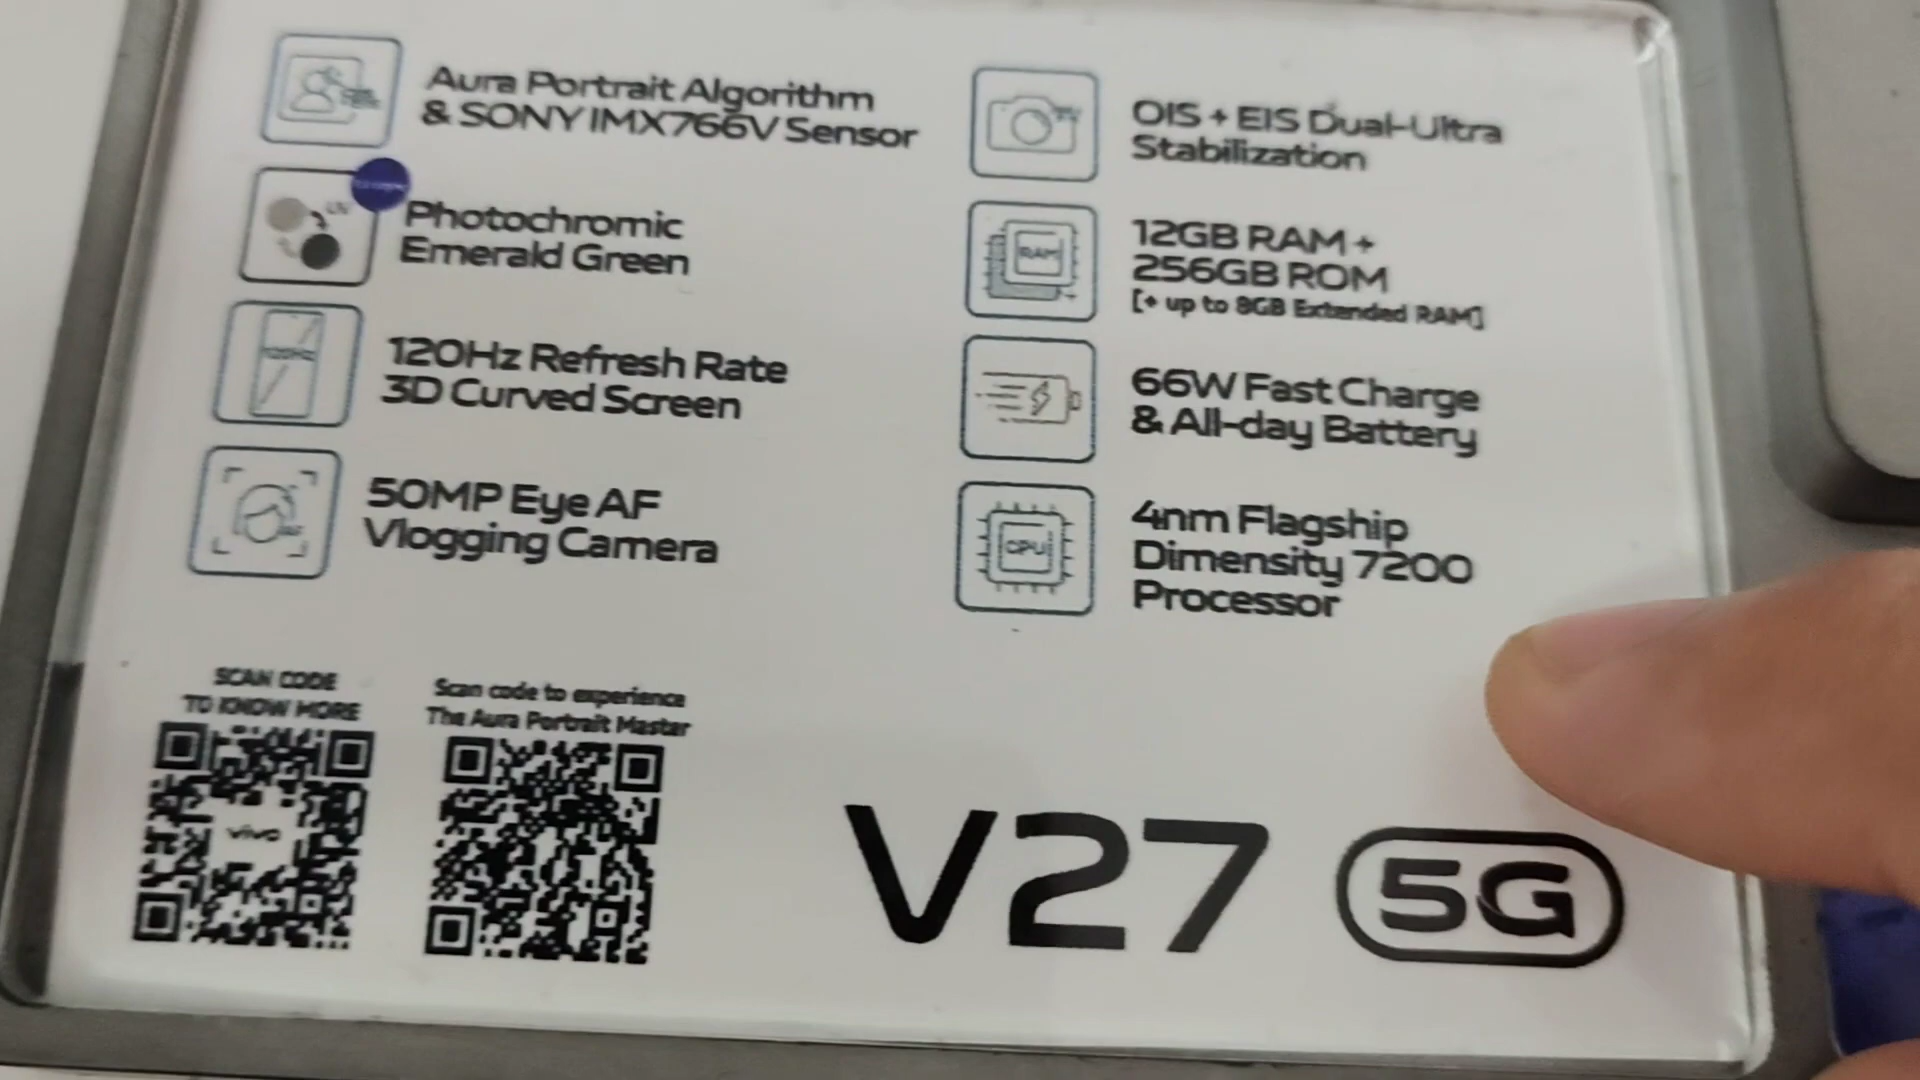 Aura Portrait Algorithm
& SONY IMX766V Sensor
Photochromic
Emerald Green
120Hz Refresh Rate
3D Curved Screen
50MP Eye AF
Vlogging Camera
OIS + EIS Dual-Ultra
Stabilization
RAM
12GB RAM +
256GB ROM
[+ up to 8GB Extended RAM]
66W Fast Charge
& All-day Battery
CPU
4nm Flagship
Dimensity 7200
Processor
SCAN CODE
TO KNOW MORE
vivo
Scan code to experience
The Aura Portrait Master
V27 5G